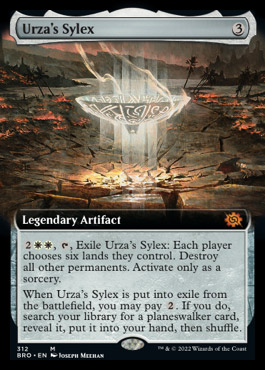 Urza's Sylex 3
Legendary Artifact
2, Exile Urza's Sylex: Each player
chooses six lands they control. Destroy
all other permanents. Activate only as a
sorcery.
When Urza's Sylex is put into exile from
the battlefield, you may pay 2. If you do,
search your library for a planeswalker card,
reveal it, put it into your hand, then shuffle.
312 M
BRO • EN Joseph Meehan
™ & © 2022 Wizards of the Coast